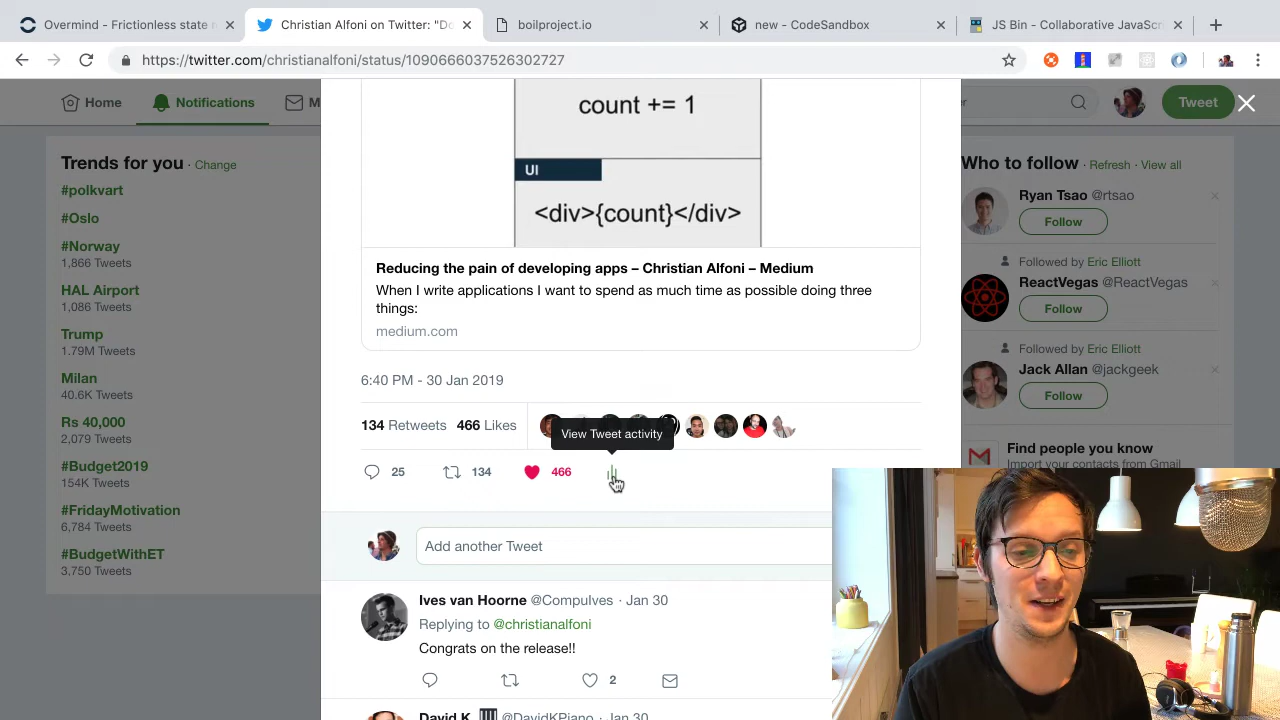 Overmind - Frictionless state
Christian Alfoni on Twitter: "Do
boilproject.io
new - CodeSandbox
JS Bin - Collaborative JavaScr
https://twitter.com/christianalfoni/status/1090666037526302727
Home
Notifications
M
Tweet
Trends for you · Change
#polkvart
#Oslo
#Norway
1,866 Tweets
HAL Airport
1,086 Tweets
Trump
1.79M Tweets
Milan
40.6K Tweets
Rs 40,000
2,079 Tweets
#Budget2019
154K Tweets
#FridayMotivation
6,784 Tweets
#BudgetWithET
3,750 Tweets
count += 1
UI
<div>{count}</div>
Reducing the pain of developing apps – Christian Alfoni – Medium
When I write applications I want to spend as much time as possible doing three
things:
medium.com
6:40 PM - 30 Jan 2019
134 Retweets 466 Likes
View Tweet activity
25
134
466
Add another Tweet
Ives van Hoorne @CompuIves · Jan 30
Replying to @christianalfoni
Congrats on the release!!
2
David K. @DavidKPiano · Jan 30
Who to follow · Refresh · View all
Ryan Tsao @rtsao
Follow
Followed by Eric Elliott
ReactVegas @ReactVegas
Follow
Followed by Eric Elliott
Jack Allan @jackgeek
Follow
Find people you know
Import your contacts from Gmail